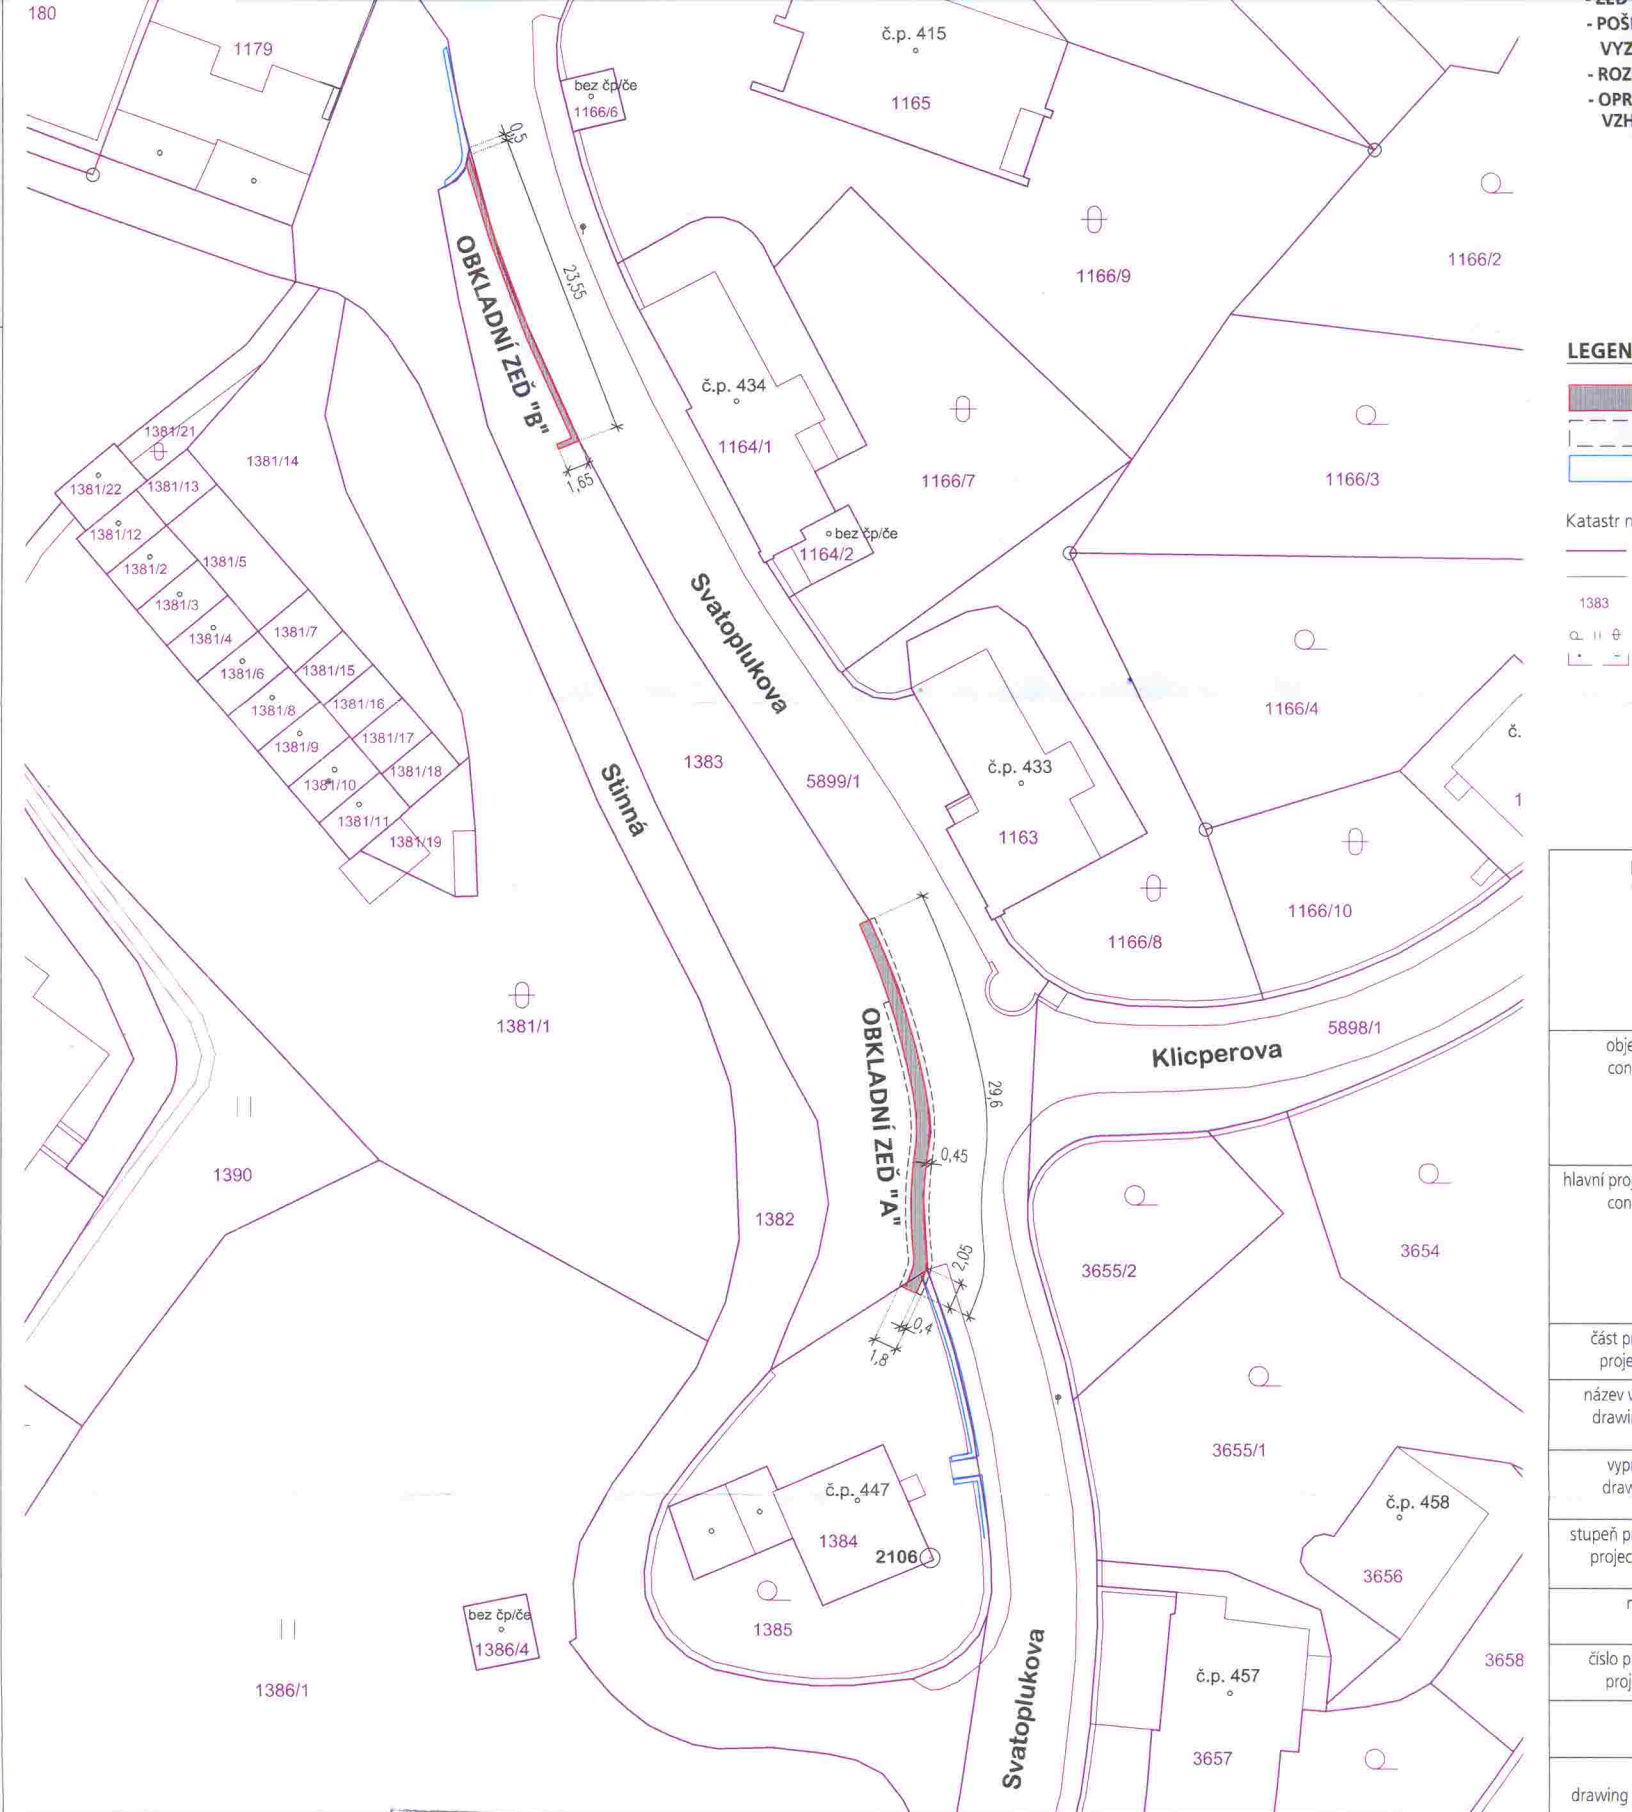 180
1179
č.p. 415
1165
bez čp/če
1166/6
0,5
1166/9
1166/2
OBKLADNÍ ZEĎ "B"
23,55
1,65
č.p. 434
1164/1
1166/7
1166/3
bez čp/če
1164/2
1381/21
1381/14
1381/22
1381/13
1381/12
1381/2
1381/5
1381/3
1381/4
1381/7
1381/6
1381/15
1381/8
1381/16
1381/9
1381/17
1381/10
1381/18
1381/11
1381/19
Svatoplukova
1383
5899/1
Stinná
č.p. 433
1163
1166/4
č.
1
1166/10
1166/8
1381/1
5898/1
Klicperova
OBKLADNÍ ZEĎ "A"
29,6
0,45
2,05
0,4
1,8
1390
1382
3655/2
3654
3655/1
č.p. 447
1384
2106
1385
č.p. 458
3656
bez čp/če
1386/4
1386/1
Svatoplukova
č.p. 457
3657
3658
- POŠ
VYZ
- ROZ
- OPR
VZH
LEGEN
Katastr n
1383
obje
con
hlavní proj
con
část p
proje
název v
drawi
vyp
draw
stupeň p
projec
číslo p
proj
drawing